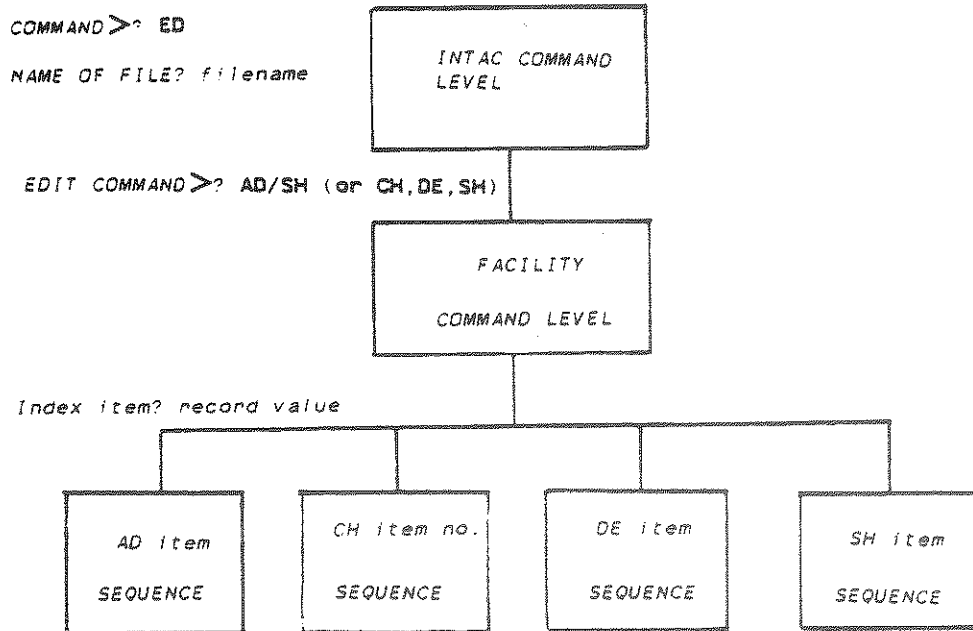 COMMAND>? ED
NAME OF FILE? filename
INTAC COMMAND
LEVEL
EDIT COMMAND>? AD/SH (or CH,DE,SH)
FACILITY
COMMAND LEVEL
Index item? record value
AD item
SEQUENCE
CH item no.
SEQUENCE
DE item
SEQUENCE
SH item
SEQUENCE